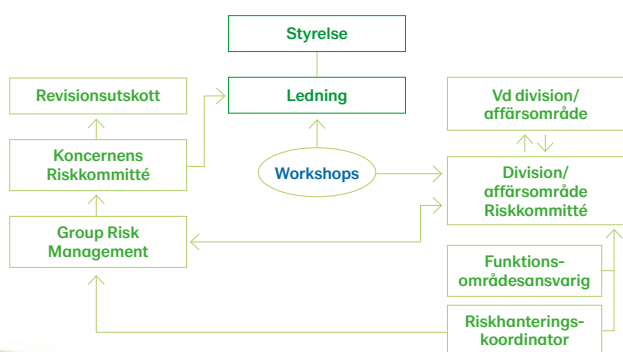 Styrelse
Ledning
Revisionsutskott
Koncernens
Riskkommitté
Group Risk
Management
Workshops
Vd division/
affärsområde
Division/
affärsområde
Riskkommitté
Funktions-
områdesansvarig
Riskhanterings-
koordinator